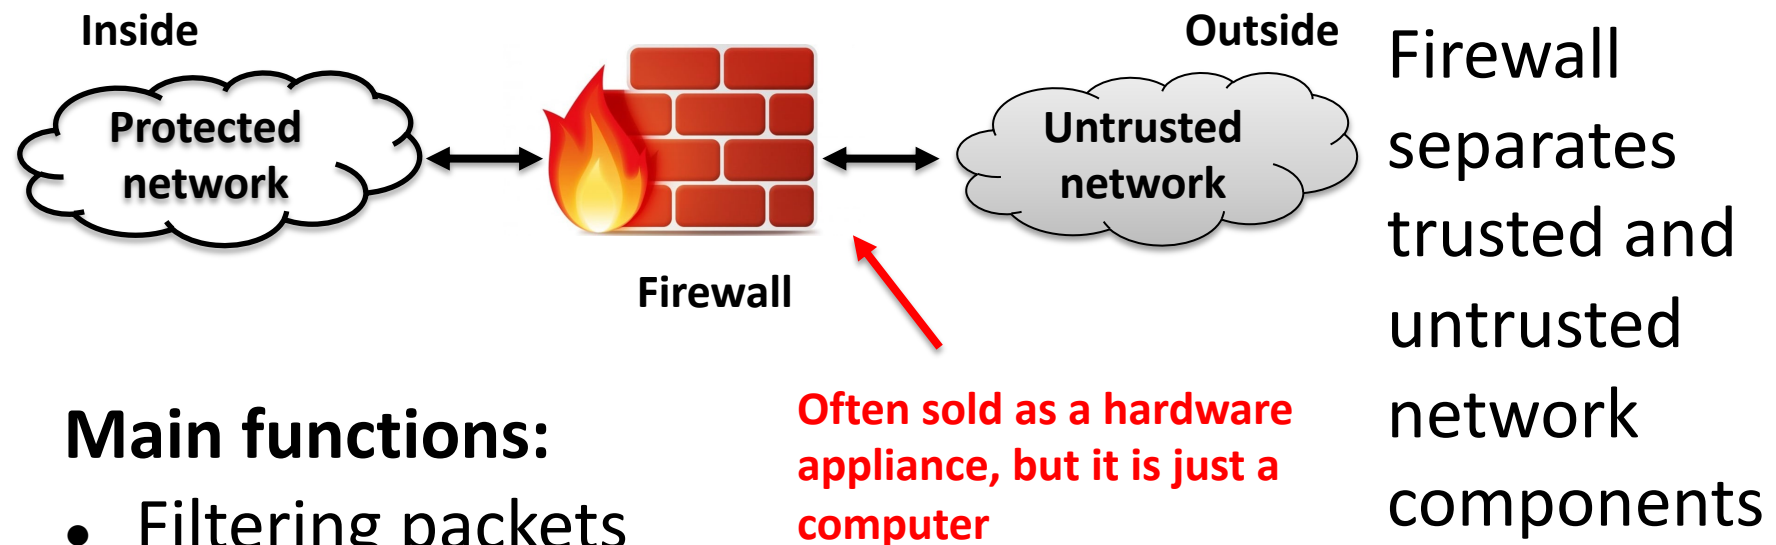 Inside
Outside
Protected
network
Untrusted
network
Firewall
Firewall
separates
trusted and
untrusted
network
components
Main functions:
• Filtering packets
Often sold as a hardware
appliance, but it is just a
computer